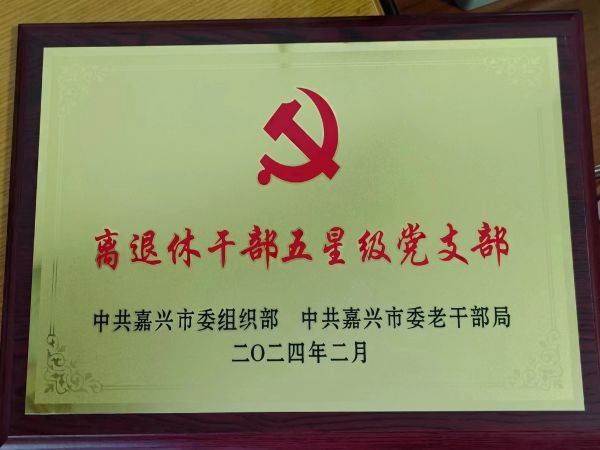 离退休干部五星级党支部
中共嘉兴市委组织部 中共嘉兴市委老干部局
二〇二四年二月